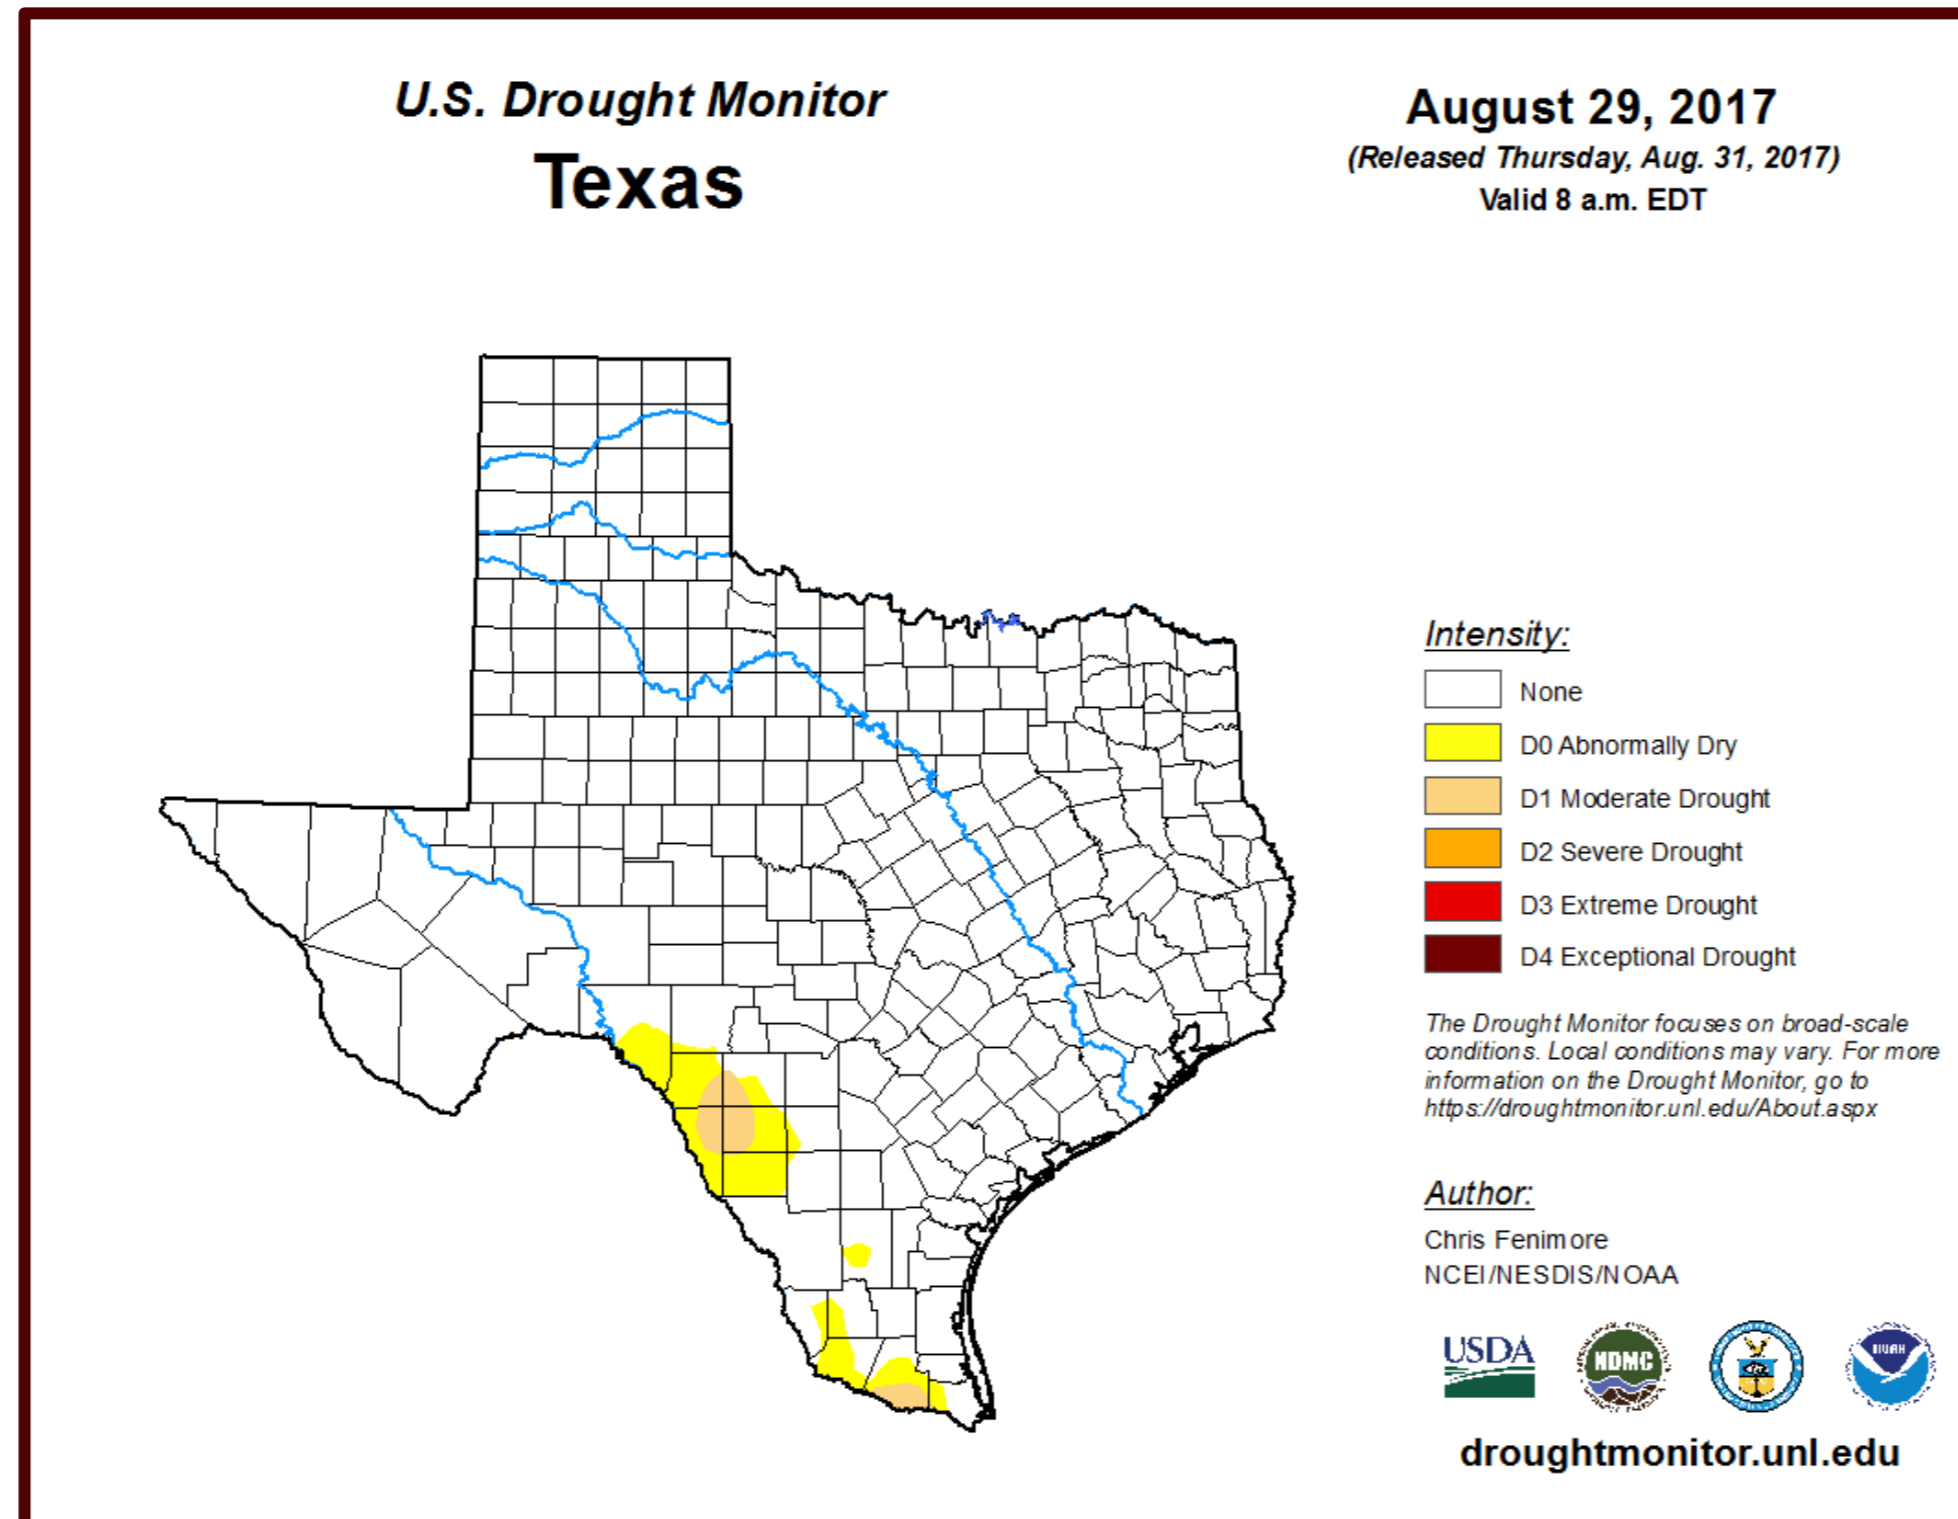 U.S. Drought Monitor
Texas
August 29, 2017
(Released Thursday, Aug. 31, 2017)
Valid 8 a.m. EDT
Intensity:
None
D0 Abnormally Dry
D1 Moderate Drought
D2 Severe Drought
D3 Extreme Drought
D4 Exceptional Drought
The Drought Monitor focuses on broad-scale
conditions. Local conditions may vary. For more
information on the Drought Monitor, go to
https://droughtmonitor.unl.edu/About.aspx
Author:
Chris Fenimore
NCEI/NESDIS/NOAA
USDA
NDMC
droughtmonitor.unl.edu